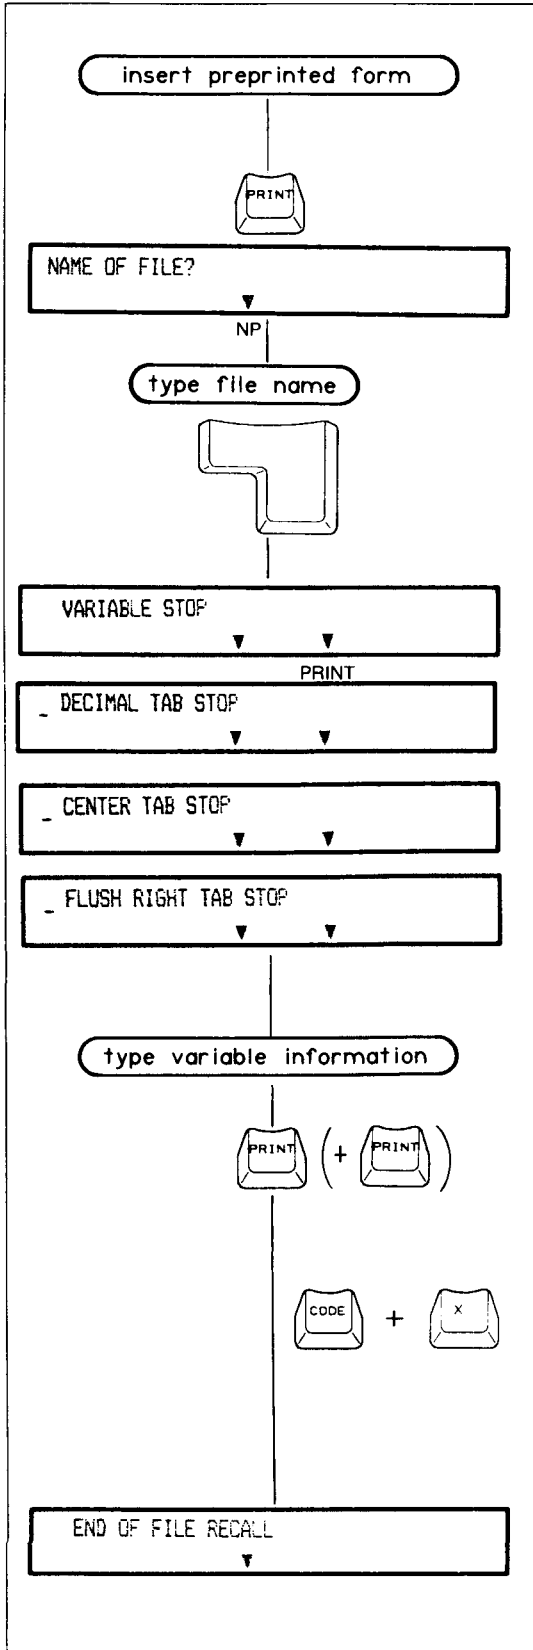 insert preprinted form
PRINT
NAME OF FILE?
NP
type file name
VARIABLE STOP
PRINT
_ DECIMAL TAB STOP
_ CENTER TAB STOP
_ FLUSH RIGHT TAB STOP
type variable information
PRINT (+ PRINT)
CODE + X
END OF FILE RECALL